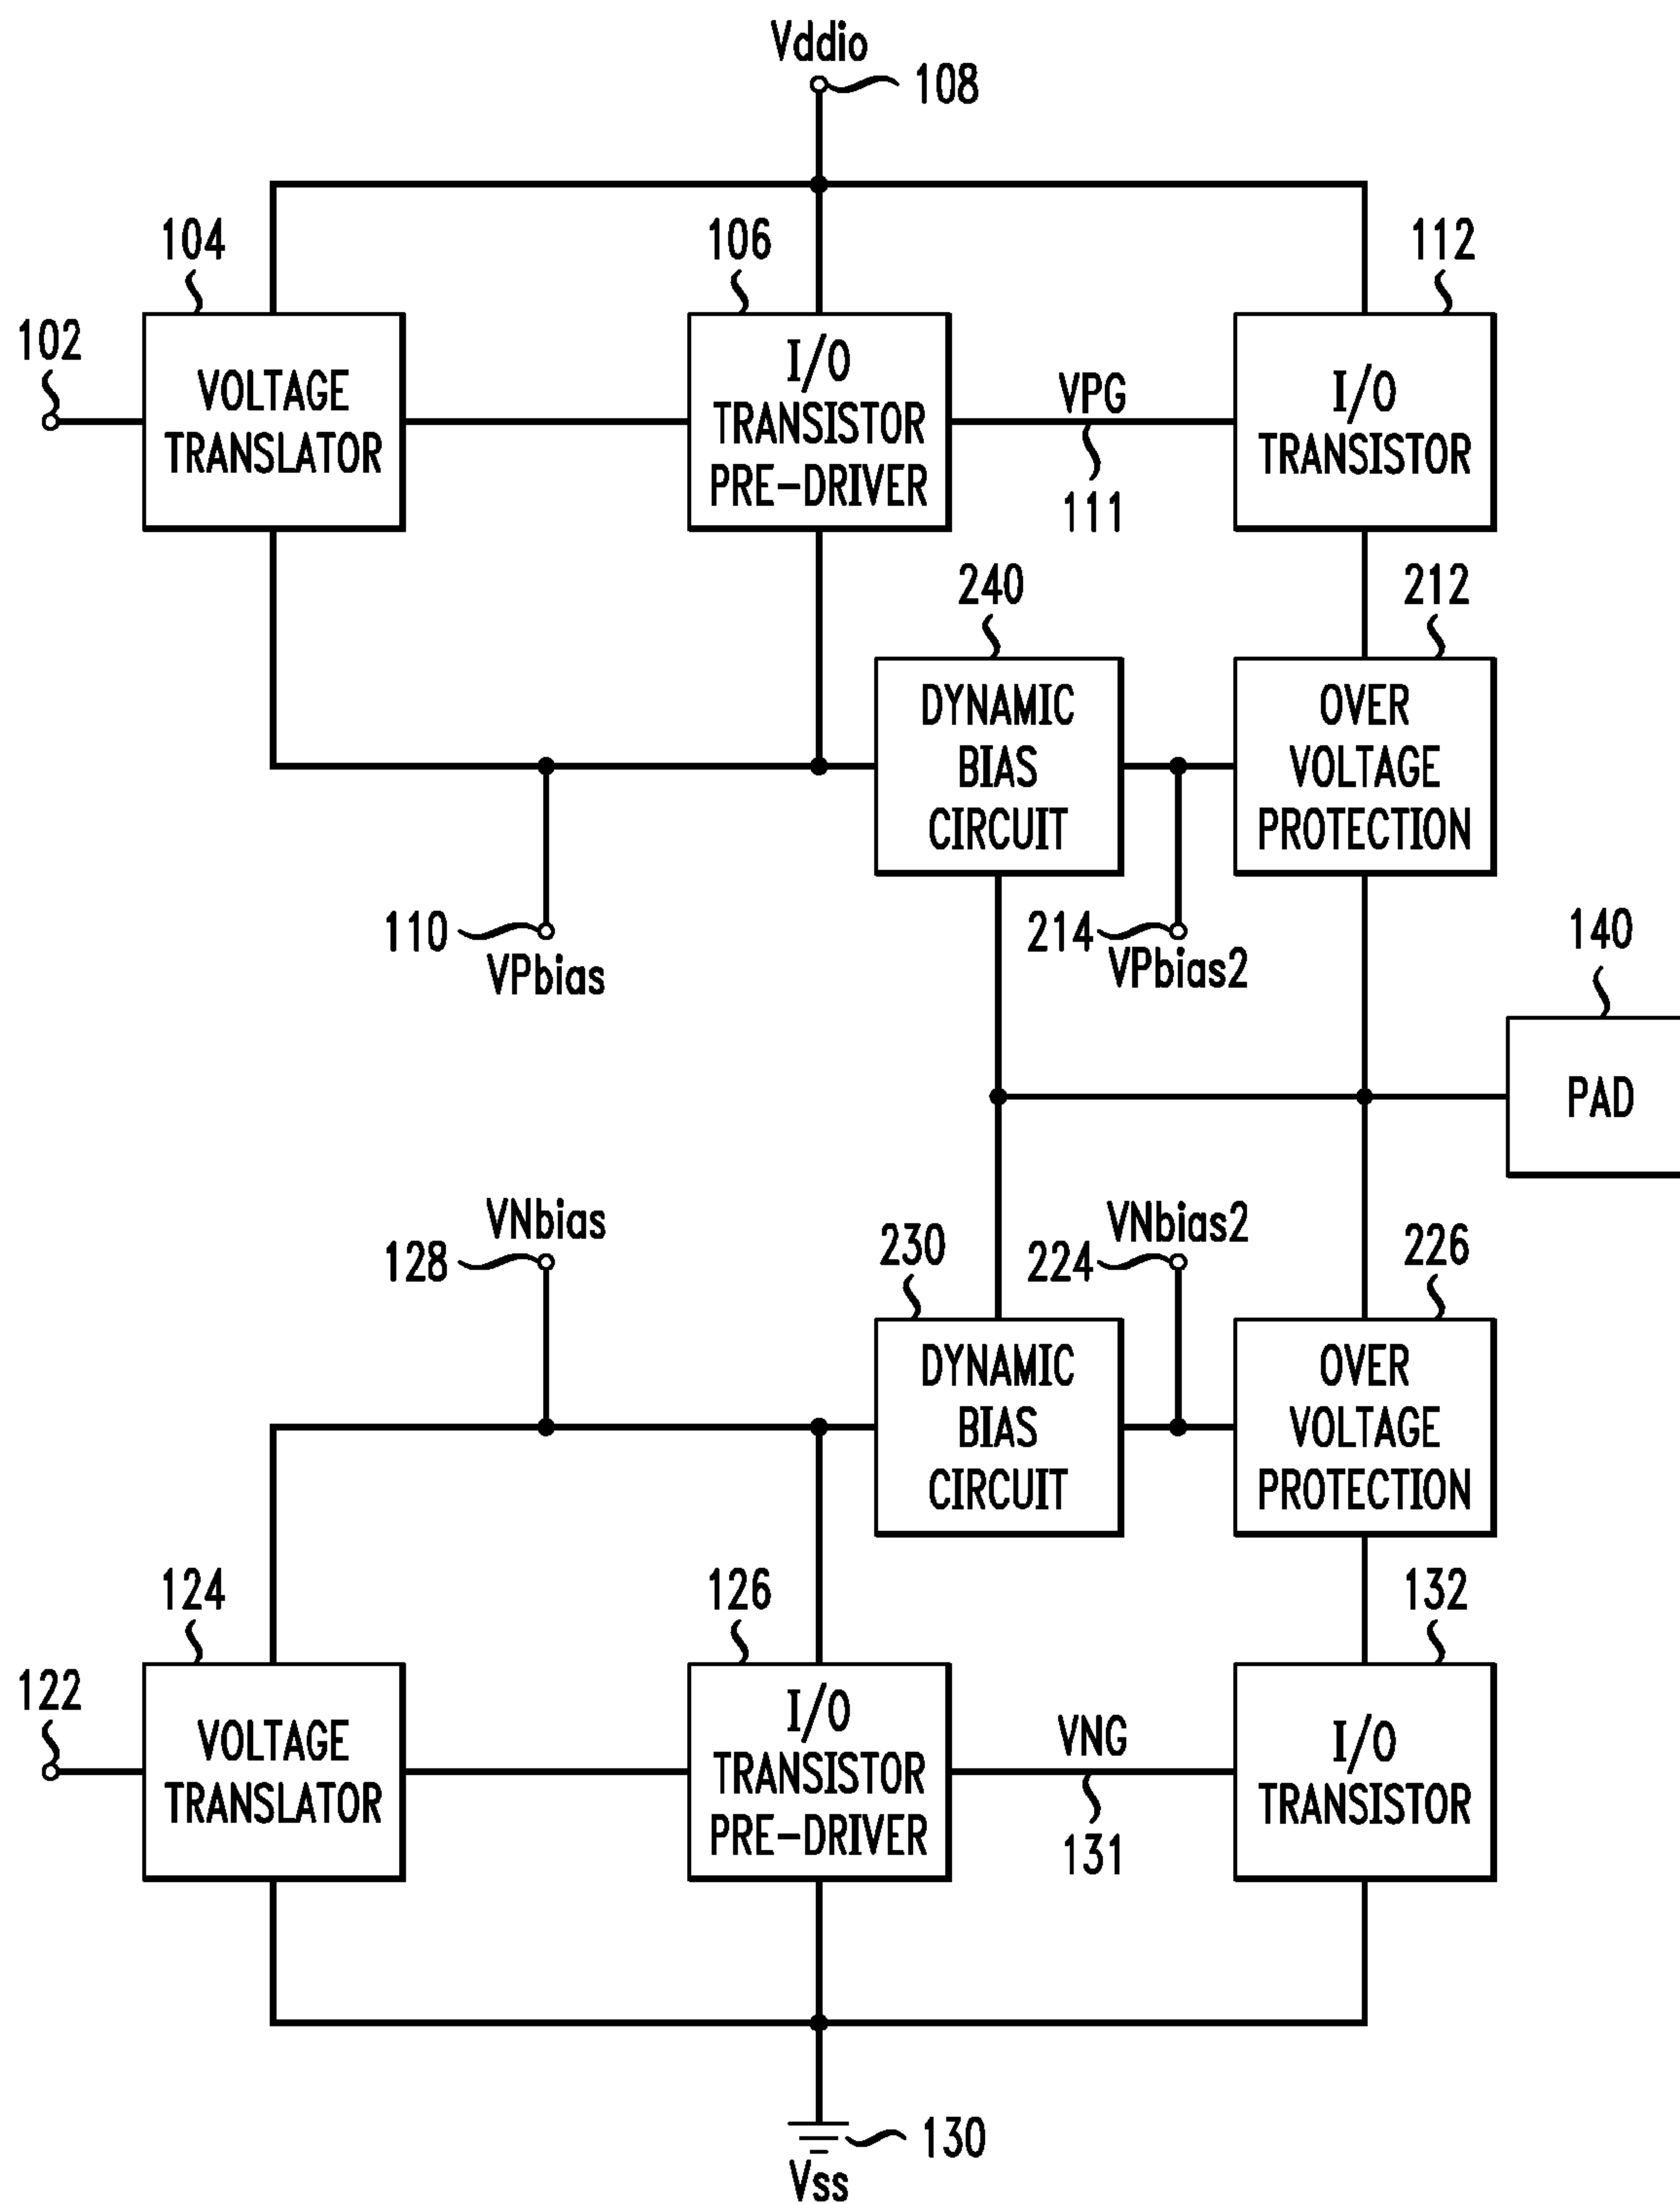 Vddio
108
104
106
112
102
VOLTAGE
TRANSLATOR
I/O
TRANSISTOR
PRE-DRIVER
VPG
111
I/O
TRANSISTOR
240
212
DYNAMIC
BIAS
CIRCUIT
OVER
VOLTAGE
PROTECTION
110
VPbias
214
VPbias2
140
PAD
VNbias
128
230
VNbias2
224
226
DYNAMIC
BIAS
CIRCUIT
OVER
VOLTAGE
PROTECTION
124
126
132
122
VOLTAGE
TRANSLATOR
I/O
TRANSISTOR
PRE-DRIVER
VNG
131
I/O
TRANSISTOR
130
Vss